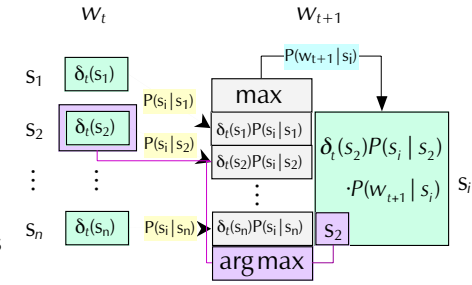 w_t w_{t+1}
P(w_{t+1}|s_i)
s_1 δ_t(s_1) P(s_i|s_1) max
δ_t(s_1)P(s_i|s_1)
s_2 δ_t(s_2) P(s_i|s_2) δ_t(s_2)P(s_i|s_2)
δ_t(s_2)P(s_i|s_2)
·P(w_{t+1}|s_i)
s_i
⋮ ⋮ ⋮
s_n δ_t(s_n) P(s_i|s_n) δ_t(s_n)P(s_i|s_n) s_2
arg max